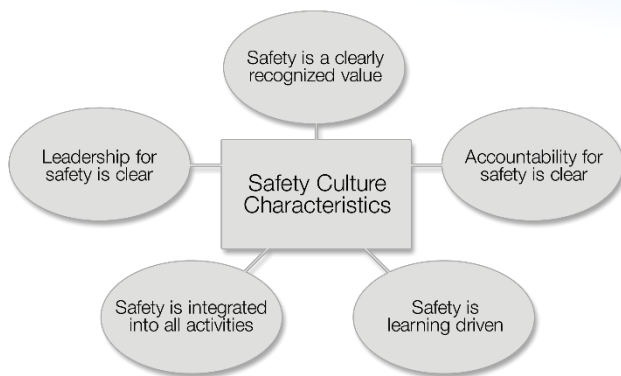 Safety is a clearly
recognized value
Leadership for
safety is clear
Safety Culture
Characteristics
Accountability for
safety is clear
Safety is integrated
into all activities
Safety is
learning driven